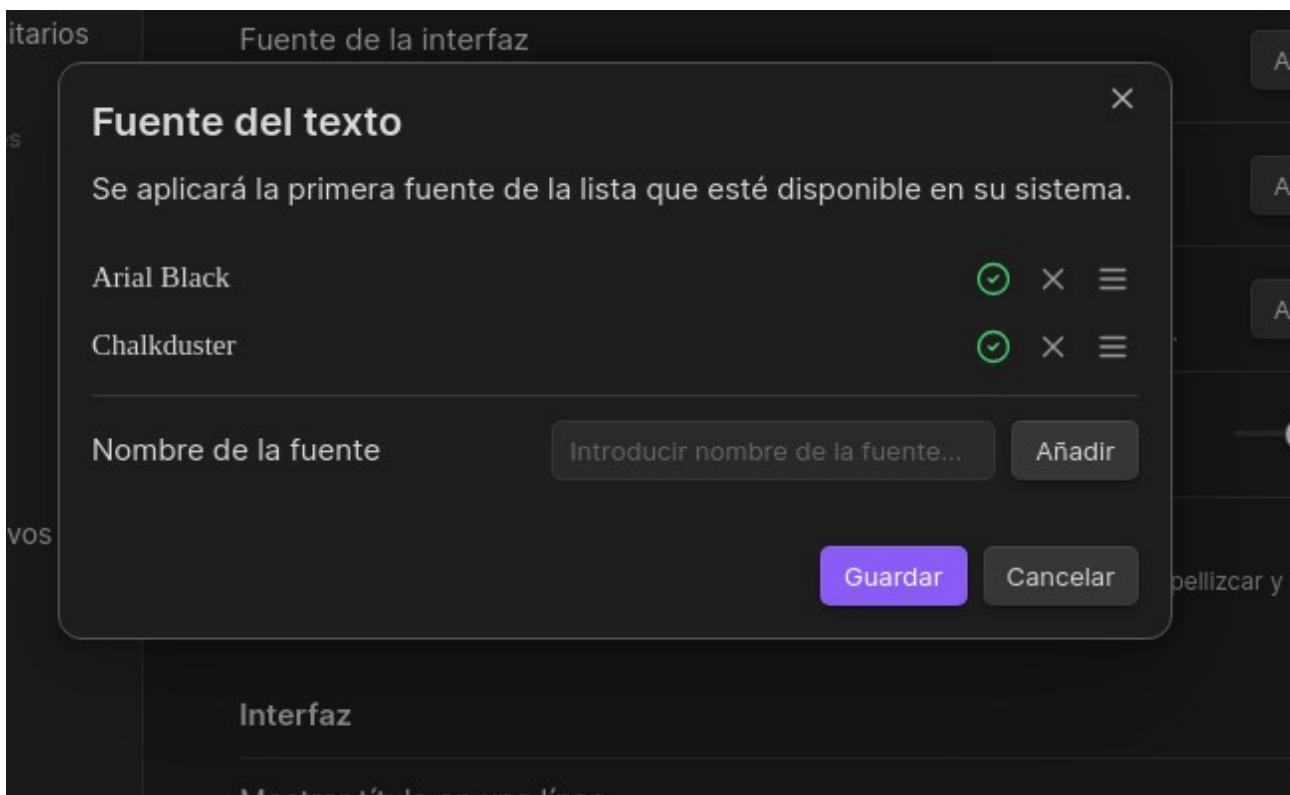 itarios
Fuente de la interfaz
A
Fuente del texto
s
Se aplicará la primera fuente de la lista que esté disponible en su sistema.
A
Arial Black
Chalkduster
A
Nombre de la fuente
Introducir nombre de la fuente...
Añadir
vos
Guardar
Cancelar
pellizcar y
Interfaz